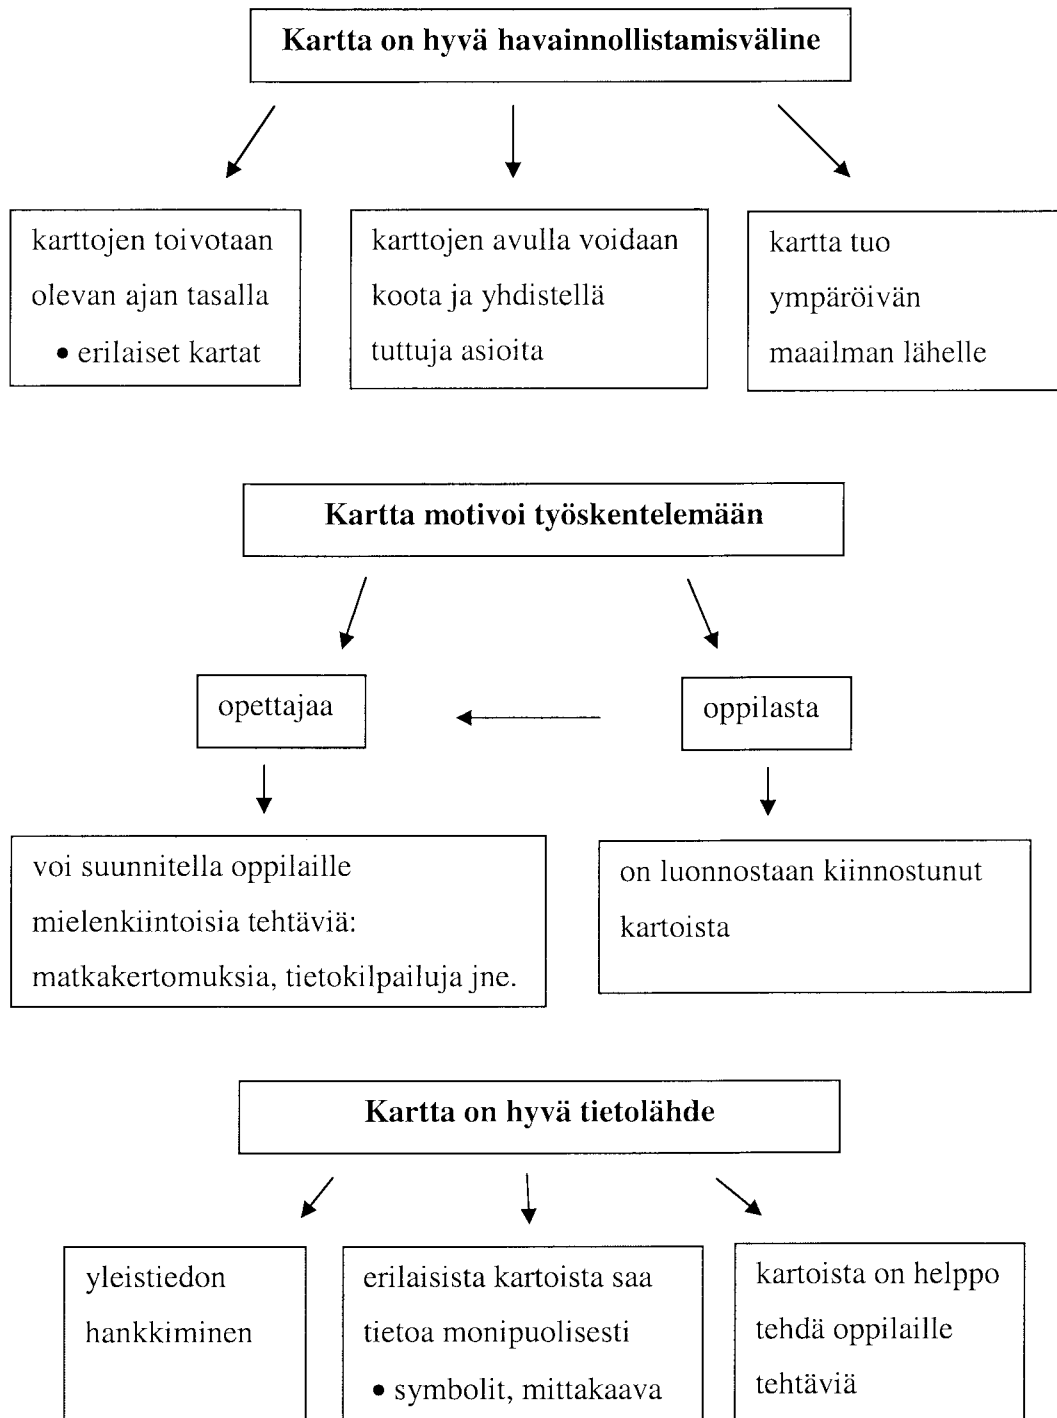 Kartta on hyvä havainnollistamisväline
karttojen toivotaan
olevan ajan tasalla
• erilaiset kartat
karttojen avulla voidaan
koota ja yhdistellä
tuttuja asioita
kartta tuo
ympäröivän
maailman lähelle
Kartta motivoi työskentelemään
opettajaa
oppilasta
voi suunnitella oppilaille
mielenkiintoisia tehtäviä:
matkakertomuksia, tietokilpailuja jne.
on luonnostaan kiinnostunut
kartoista
Kartta on hyvä tietolähde
yleistiedon
hankkiminen
erilaisista kartoista saa
tietoa monipuolisesti
• symbolit, mittakaava
kartoista on helppo
tehdä oppilaille
tehtäviä